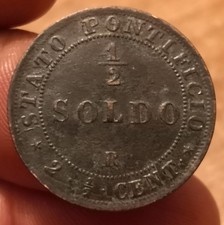 STATO PONTIFICIO
1/2
SOLDO
R
2 ½ CENT.